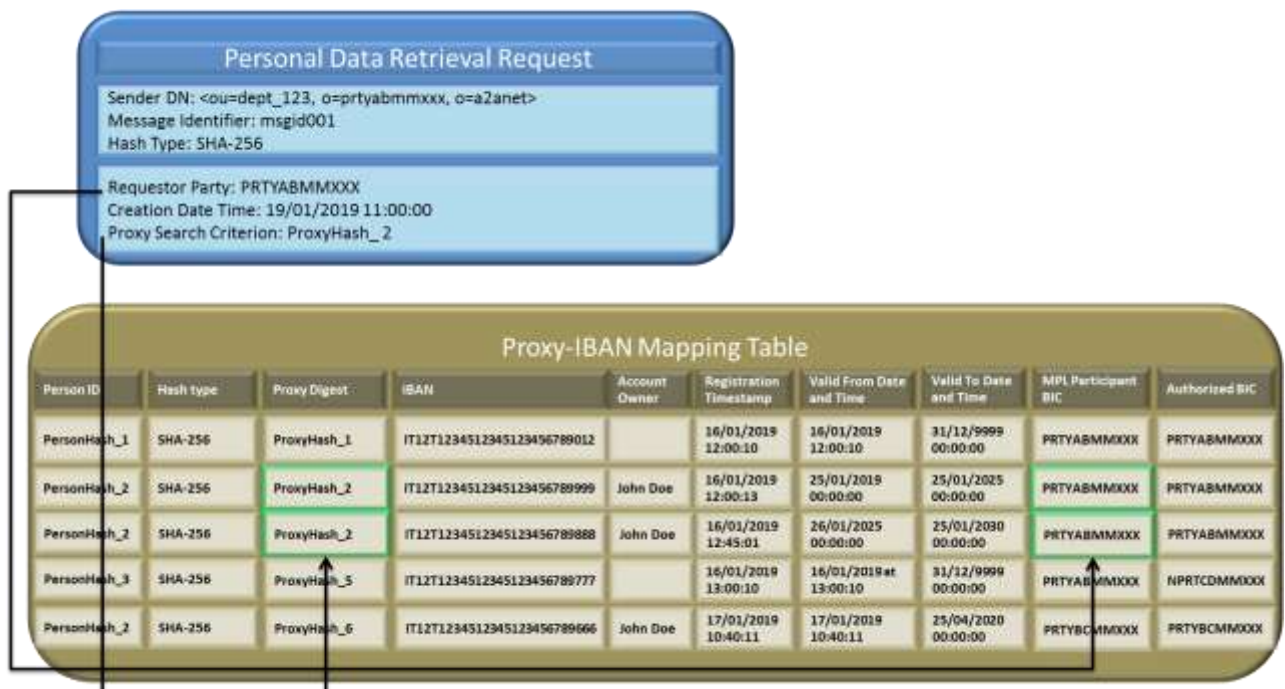 Personal Data Retrieval Request
Sender DN: <ou=dept_123, o=prtyabmmxxx, o=a2anet>
Message Identifier: msgid001
Hash Type: SHA-256
Requestor Party: PRTYABMMXXX
Creation Date Time: 19/01/2019 11:00:00
Proxy Search Criterion: ProxyHash_ 2
Proxy-IBAN Mapping Table
Person ID Hash type Proxy Digest IBAN Account Owner Registration Timestamp Valid From Date and Time Valid To Date and Time MPL Participant BIC Authorized BIC
PersonHash_1 SHA-256 ProxyHash_1 IT12T1234512345123456789012 16/01/2019 12:00:10 16/01/2019 12:00:10 31/12/9999 00:00:00 PRTYABMMXXX PRTYABMMXXX
PersonHash_2 SHA-256 ProxyHash_2 IT12T1234512345123456789999 John Doe 16/01/2019 12:00:13 25/01/2019 00:00:00 25/01/2025 00:00:00 PRTYABMMXXX PRTYABMMXXX
PersonHash_2 SHA-256 ProxyHash_2 IT12T1234512345123456789888 John Doe 16/01/2019 12:45:01 26/01/2025 00:00:00 25/01/2030 00:00:00 PRTYABMMXXX PRTYABMMXXX
PersonHash_3 SHA-256 ProxyHash_5 IT12T1234512345123456789777 16/01/2019 13:00:10 16/01/2019at 13:00:10 31/12/9999 00:00:00 PRTYABMMXXX NPRTCDMMXXX
PersonHash_2 SHA-256 ProxyHash_6 IT12T1234512345123456789666 John Doe 17/01/2019 10:40:11 17/01/2019 10:40:11 25/04/2020 00:00:00 PRTYBCMMXXX PRTYBCMMXXX